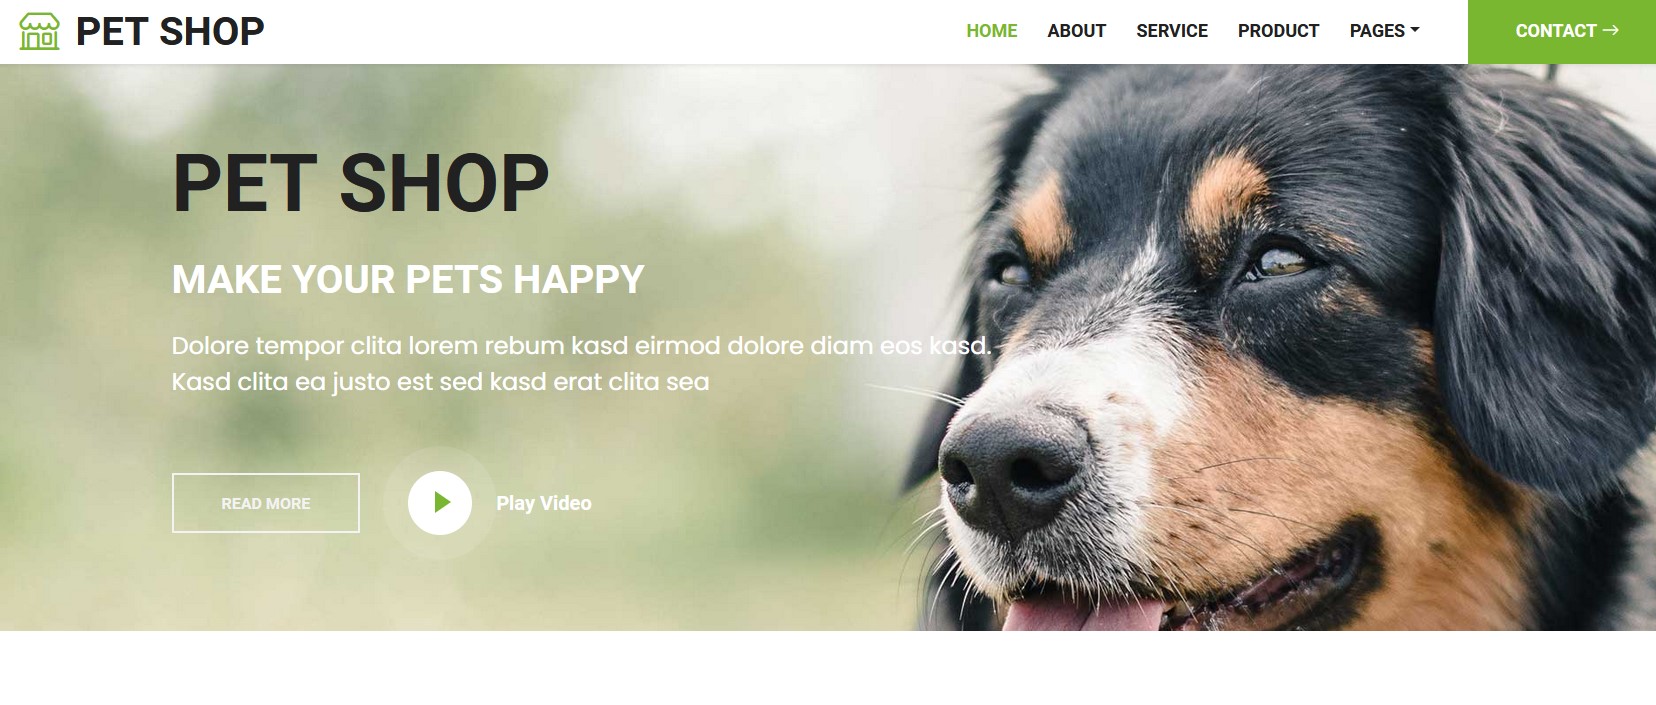 PET SHOP
HOME ABOUT SERVICE PRODUCT PAGES CONTACT →
PET SHOP
MAKE YOUR PETS HAPPY
Dolore tempor clita lorem rebum kasd eirmod dolore diam eos kasd.
Kasd clita ea justo est sed kasd erat clita sea
READ MORE Play Video